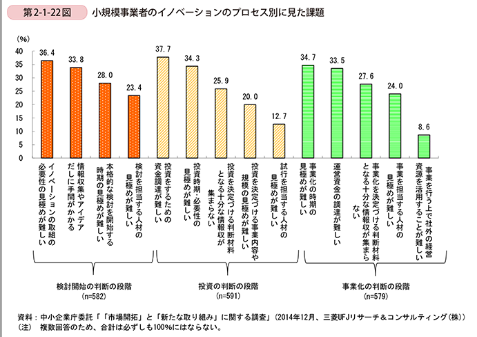 第2-1-22図 小規模事業者のイノベーションのプロセス別に見た課題
(%)
40
35
30
25
20
15
10
5
0
36.4
33.8
28.0
23.4
37.7
34.3
25.9
20.0
12.7
34.7
33.5
27.6
24.0
8.6
イノベーションの取組の
必要性の見極めが難しい
情報収集やアイデア
だしに手間がかかる
本格的な検討を開始する
時期の見極めが難しい
検討を担当する人材の
見極めが難しい
投資をするための
資金調達が難しい
投資時期・必要性の
見極めが難しい
投資を決定づける判断材料
となる十分な情報収が
集まらない
投資を決定づける事業内容や
規模の見極めが難しい
試行を担当する人材の
見極めが難しい
事業化の時期の
見極めが難しい
運営資金の調達が難しい
事業化を決定づける判断材料
となる十分な情報収が集まら
ない
事業を担当する人材の
見極めが難しい
事業を行う上で社外の経営
資源を活用することが難しい
検討開始の判断の段階
(n=582)
投資の判断の段階
(n=591)
事業化の判断の段階
(n=579)
資料：中小企業庁委託「「市場開拓」と「新たな取り組み」に関する調査」(2014年12月、三菱UFJリサーチ＆コンサルティング(株))
(注) 複数回答のため、合計は必ずしも100％にはならない。